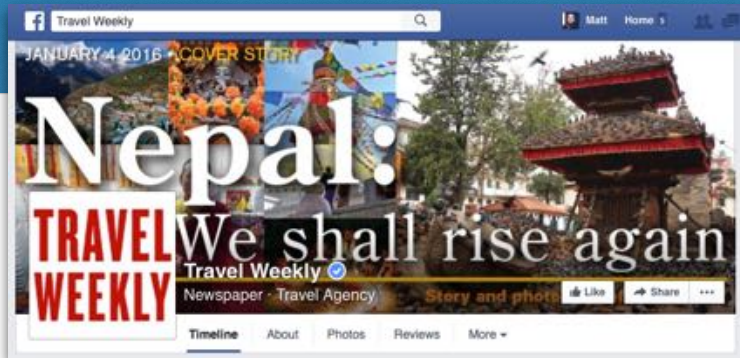 Travel Weekly
Matt Home
JANUARY 4 2016 • COVER STORY
Nepal:
We shall rise again
TRAVEL
WEEKLY
Travel Weekly
Newspaper · Travel Agency
Story and photo
Like
Share
Timeline
About
Photos
Reviews
More